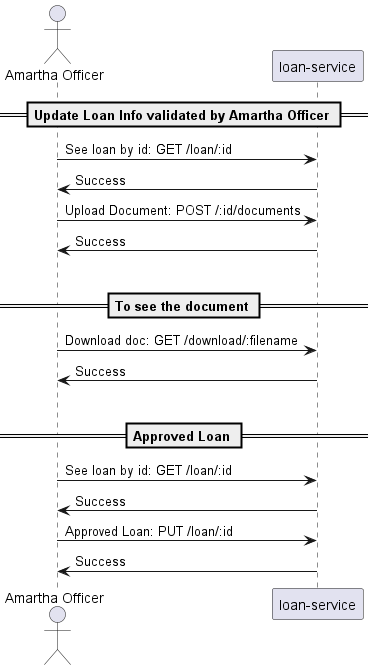 Amartha Officer
loan-service
Update Loan Info validated by Amartha Officer
See loan by id: GET /loan/:id
Success
Upload Document: POST /:id/documents
Success
To see the document
Download doc: GET /download/:filename
Success
Approved Loan
See loan by id: GET /loan/:id
Success
Approved Loan: PUT /loan/:id
Success
Amartha Officer
loan-service